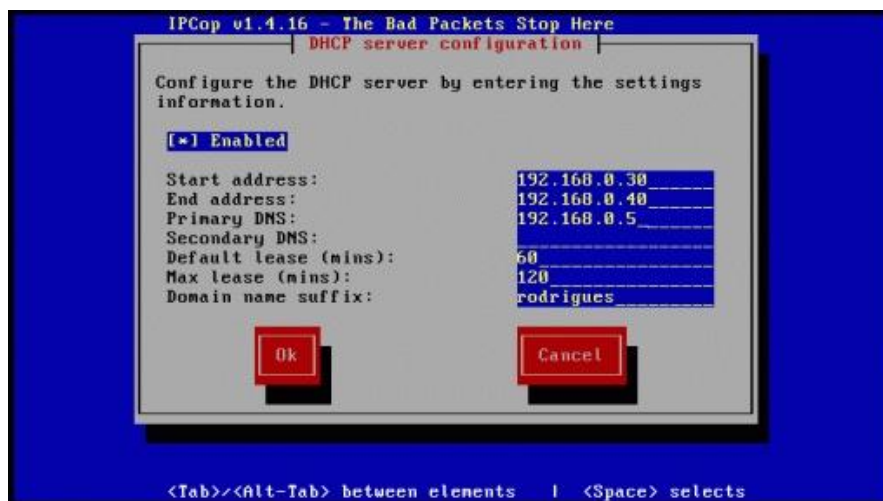 IPCop v1.4.16 - The Bad Packets Stop Here
DHCP server configuration
Configure the DHCP server by entering the settings
information.
[*] Enabled
Start address: 192.168.0.30
End address: 192.168.0.40
Primary DNS: 192.168.0.5
Secondary DNS:
Default lease (mins): 60
Max lease (mins): 120
Domain name suffix: rodrigues
Ok Cancel
<Tab>/<Alt-Tab> between elements | <Space> selects